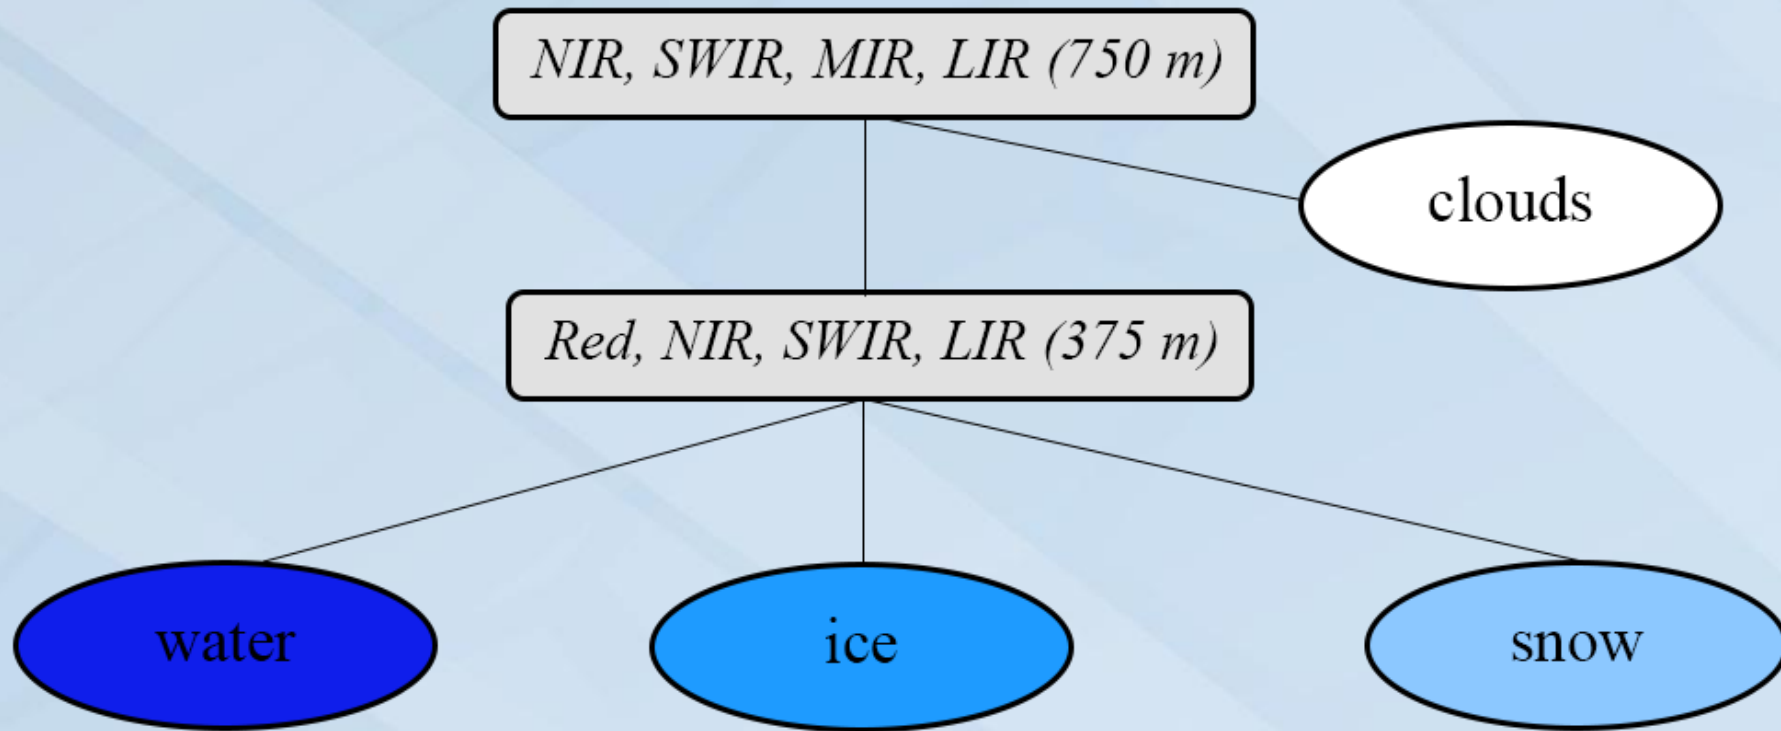 NIR, SWIR, MIR, LIR (750 m)
clouds
Red, NIR, SWIR, LIR (375 m)
water
ice
snow